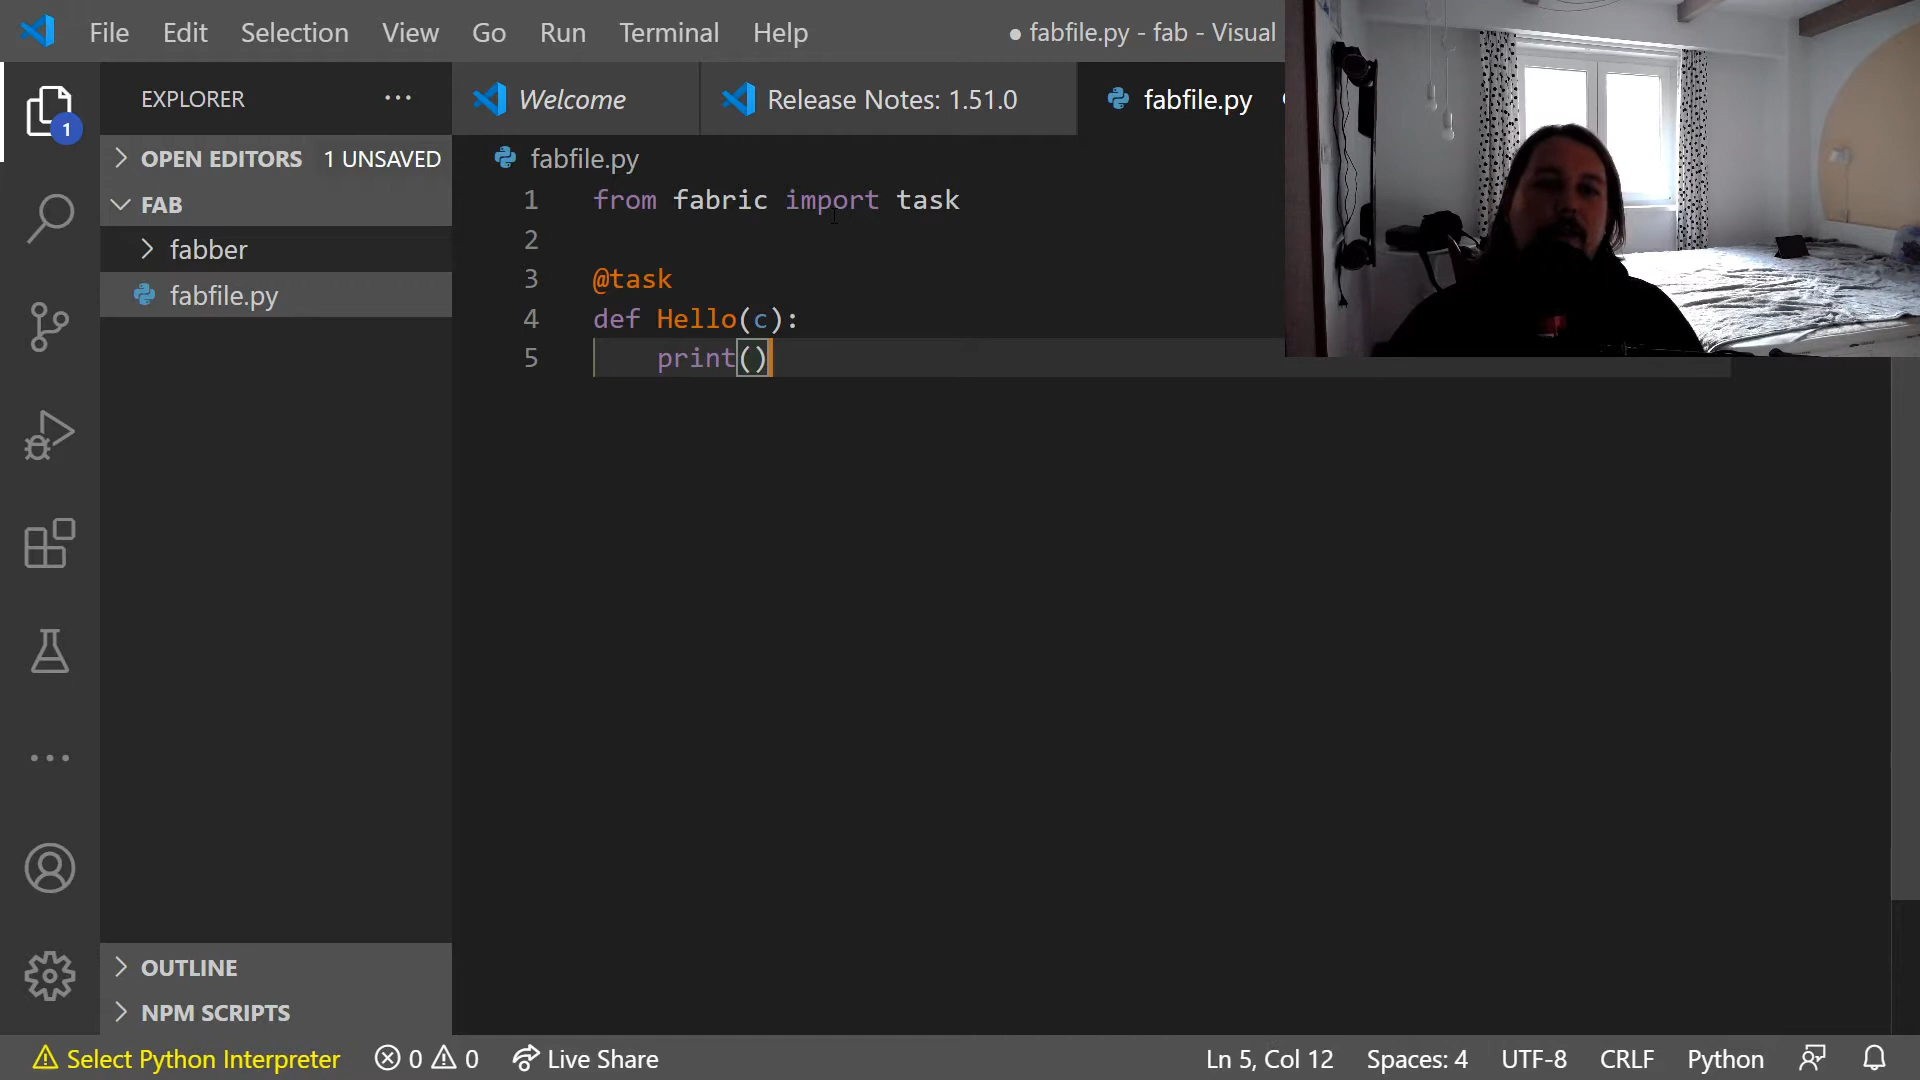 File Edit Selection View Go Run Terminal Help ● fabfile.py - fab - Visual
EXPLORER ...
Welcome
Release Notes: 1.51.0
fabfile.py
1
OPEN EDITORS 1 UNSAVED
FAB
fabber
fabfile.py
fabfile.py
1 from fabric import task
2
3 @task
4 def Hello(c):
5 print()
OUTLINE
NPM SCRIPTS
Select Python Interpreter 0 0 Live Share Ln 5, Col 12 Spaces: 4 UTF-8 CRLF Python